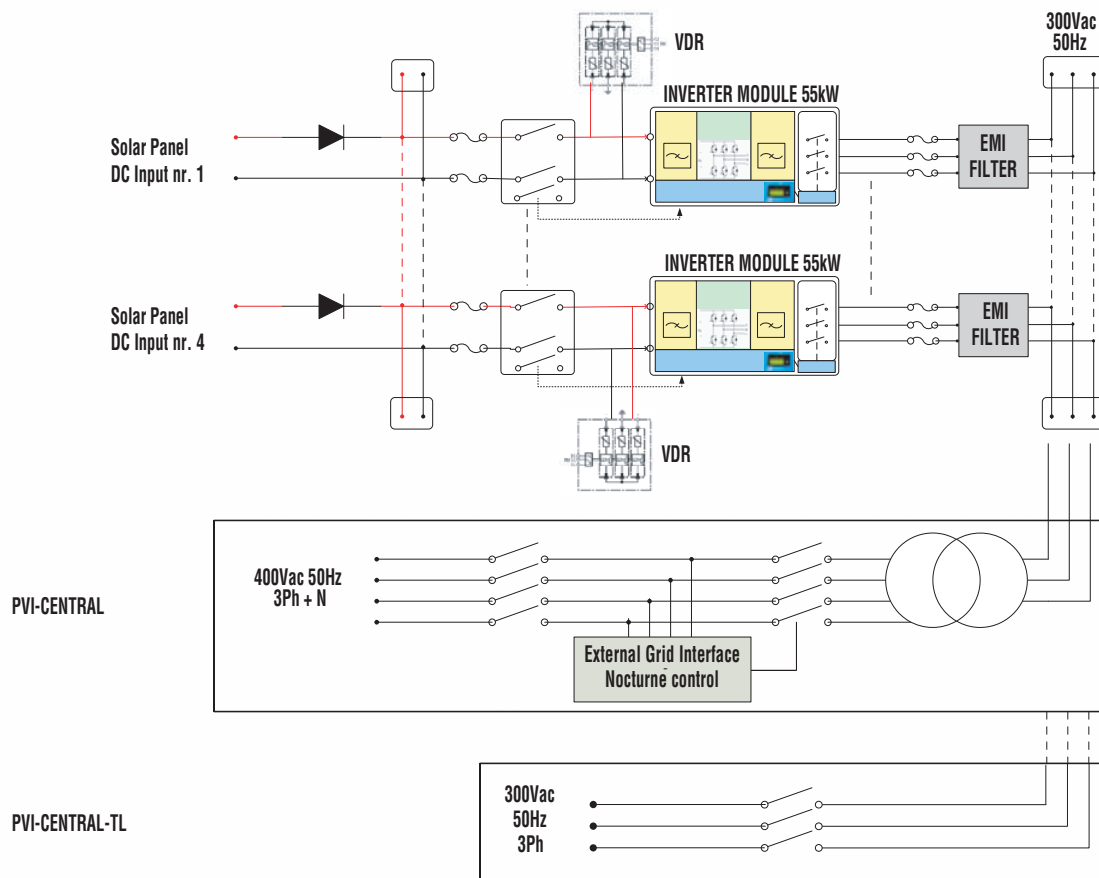 VDR
300Vac
50Hz
INVERTER MODULE 55kW
Solar Panel
DC Input nr. 1
EMI
FILTER
INVERTER MODULE 55kW
Solar Panel
DC Input nr. 4
EMI
FILTER
VDR
PVI-CENTRAL
400Vac 50Hz
3Ph + N
External Grid Interface
Nocturne control
PVI-CENTRAL-TL
300Vac
50Hz
3Ph